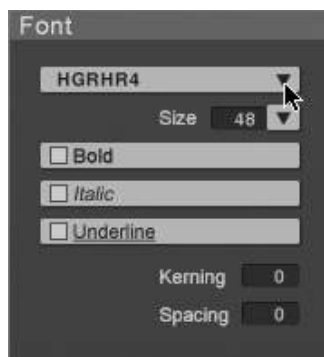 Font
HGRHR4
Size 48
Bold
Italic
Underline
Kerning 0
Spacing 0